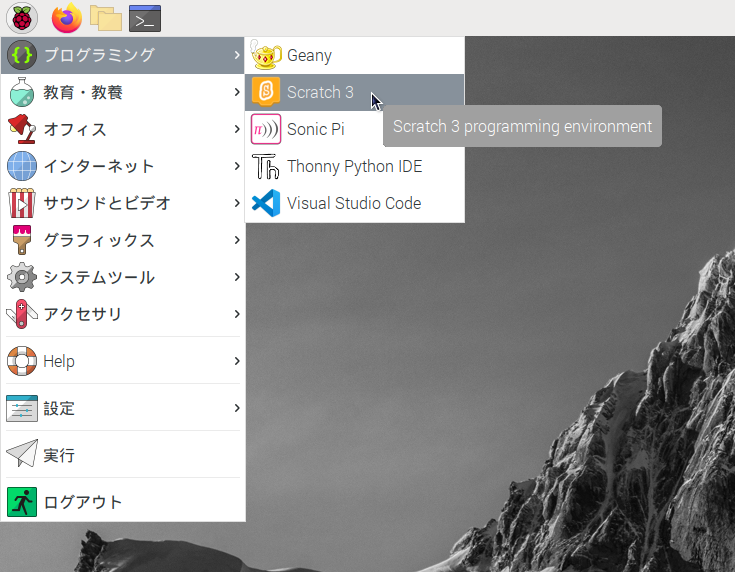 プログラミング
教育・教養
オフィス
インターネット
サウンドとビデオ
グラフィックス
システムツール
アクセサリ
Help
設定
実行
ログアウト
Geany
Scratch 3
Sonic Pi
Thonny Python IDE
Visual Studio Code
Scratch 3 programming environment